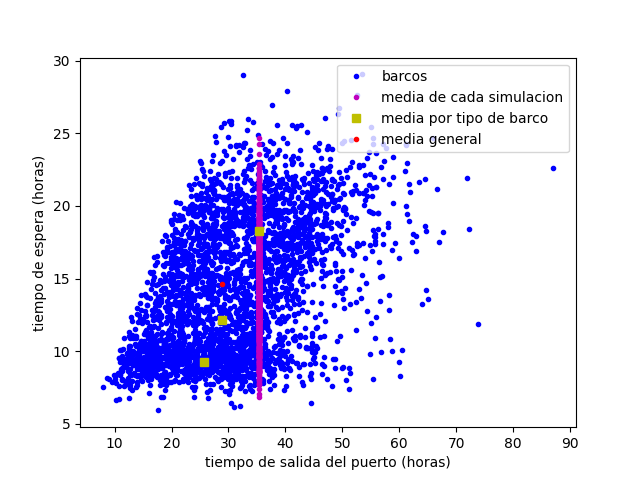 30
25
20
15
10
5
tiempo de espera (horas)
barcos
media de cada simulacion
media por tipo de barco
media general
10 20 30 40 50 60 70 80 90
tiempo de salida del puerto (horas)